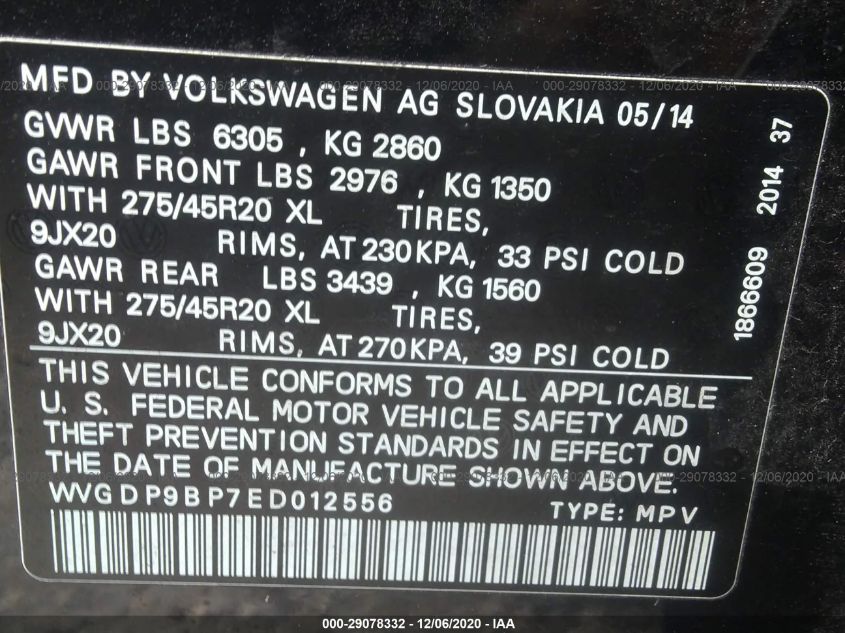 MFD BY VOLKSWAGEN AG SLOVAKIA 05/14
GVWR LBS 6305 , KG 2860
GAWR FRONT LBS 2976 , KG 1350
WITH 275/45R20 XL TIRES,
9JX20 RIMS, AT 230KPA, 33 PSI COLD
GAWR REAR LBS 3439 , KG 1560
WITH 275/45R20 XL TIRES,
9JX20 RIMS, AT 270KPA, 39 PSI COLD
1866609 2014 37
THIS VEHICLE CONFORMS TO ALL APPLICABLE
U. S. FEDERAL MOTOR VEHICLE SAFETY AND
THEFT PREVENTION STANDARDS IN EFFECT ON
THE DATE OF MANUFACTURE SHOWN ABOVE.
WVGDP9BP7ED012556 TYPE: MPV
000-29078332 - 12/06/2020 - IAA